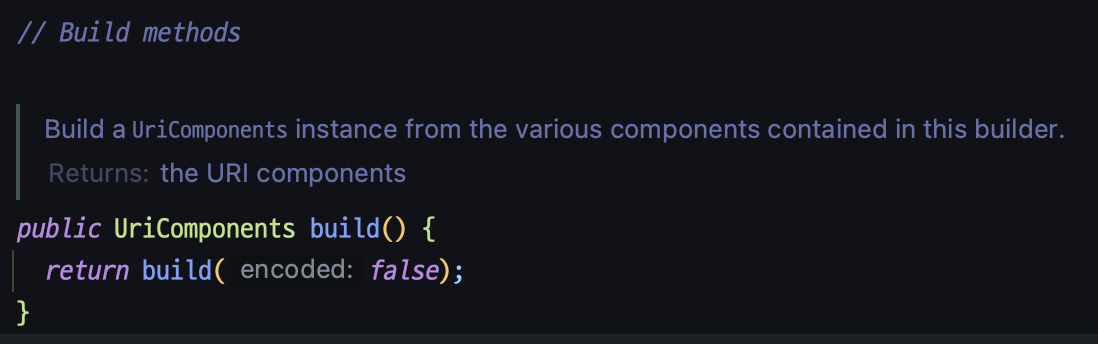 // Build methods
Build a UriComponents instance from the various components contained in this builder.
Returns: the URI components
public UriComponents build() {
return build( encoded: false);
}